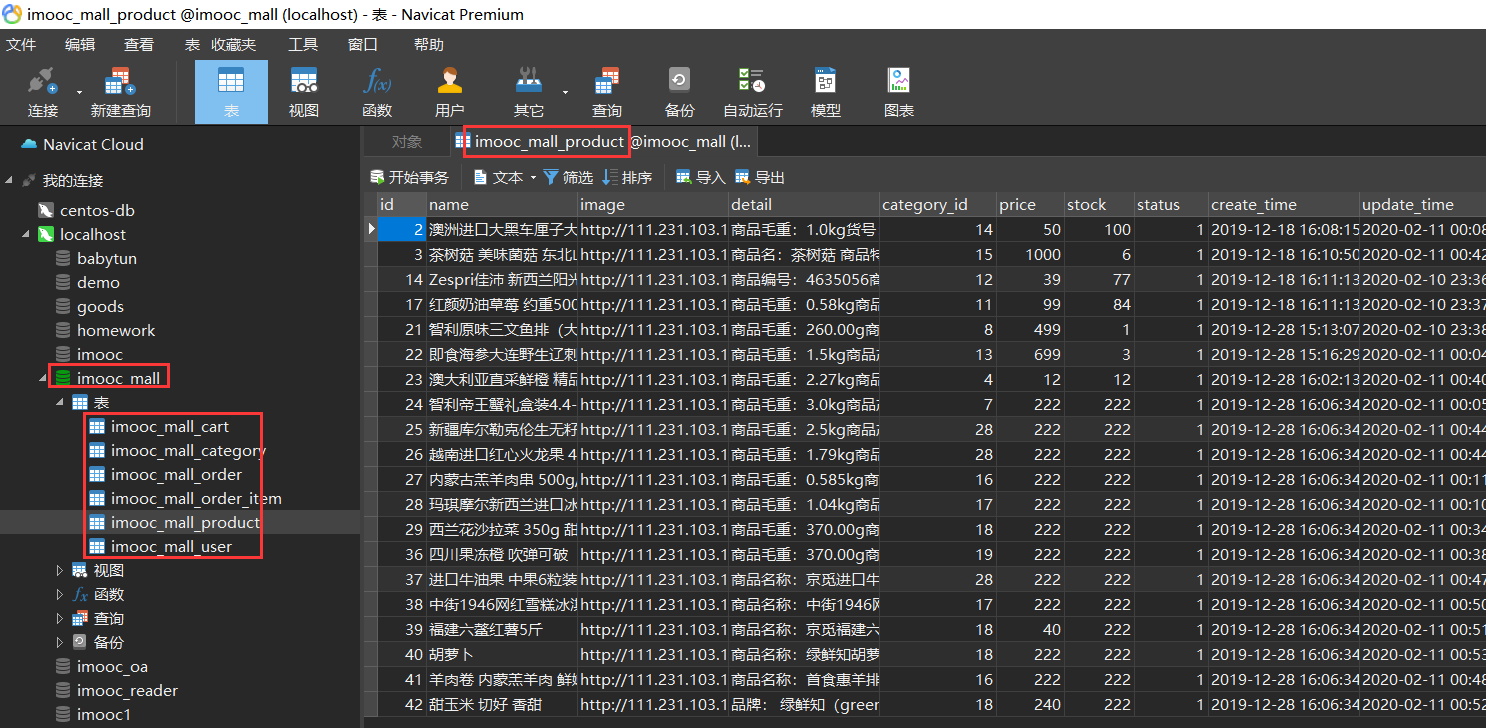 imooc_mall_product @imooc_mall (localhost) - 表 - Navicat Premium
文件 编辑 查看 表 收藏夹 工具 窗口 帮助
连接 新建查询 表 视图 函数 用户 其它 查询 备份 自动运行 模型 图表
Navicat Cloud
我的连接
centos-db
localhost
babytun
demo
goods
homework
imooc
imooc_mall
表
imooc_mall_cart
imooc_mall_category
imooc_mall_order
imooc_mall_order_item
imooc_mall_product
imooc_mall_user
视图
函数
查询
备份
imooc_oa
imooc_reader
imooc1
对象 imooc_mall_product @imooc_mall (l...
开始事务 文本 筛选 排序 导入 导出
id name image detail category_id price stock status create_time update_time
2 澳洲进口大黑车厘子大 http://111.231.103.1 商品毛重：1.0kg货号 14 50 100 1 2019-12-18 16:08:15 2020-02-11 00:08
3 茶树菇 美味菌菇 东北 http://111.231.103.1 商品名：茶树菇 商品特 15 1000 6 1 2019-12-18 16:10:50 2020-02-11 00:42
14 Zespri佳沛 新西兰阳光 http://111.231.103.1 商品编号：4635056商 12 39 77 1 2019-12-18 16:11:13 2020-02-10 23:36
17 红颜奶油草莓 约重500 http://111.231.103.1 商品毛重：0.58kg商品 11 99 84 1 2019-12-18 16:11:13 2020-02-10 23:37
21 智利原味三文鱼排（大 http://111.231.103.1 商品毛重：260.00g商 8 499 1 1 2019-12-28 15:13:07 2020-02-10 23:38
22 即食海参大连野生辽刺 http://111.231.103.1 商品毛重：1.5kg商品 13 699 3 1 2019-12-28 15:16:29 2020-02-11 00:04
23 澳大利亚直采鲜橙 精品 http://111.231.103.1 商品毛重：2.27kg商品 4 12 12 1 2019-12-28 16:02:13 2020-02-11 00:40
24 智利帝王蟹礼盒装4.4- http://111.231.103.1 商品毛重：3.0kg商品 7 222 222 1 2019-12-28 16:06:34 2020-02-11 00:05
25 新疆库尔勒克伦生无籽 http://111.231.103.1 商品毛重：2.5kg商品 28 222 222 1 2019-12-28 16:06:34 2020-02-11 00:44
26 越南进口红心火龙果 4 http://111.231.103.1 商品毛重：1.79kg商品 28 222 222 1 2019-12-28 16:06:34 2020-02-11 00:44
27 内蒙古羔羊肉串 500g/ http://111.231.103.1 商品毛重：0.585kg商 16 222 222 1 2019-12-28 16:06:34 2020-02-11 00:11
28 玛琪摩尔新西兰进口冰 http://111.231.103.1 商品毛重：1.04kg商品 17 222 222 1 2019-12-28 16:06:34 2020-02-11 00:10
29 西兰花沙拉菜 350g 甜 http://111.231.103.1 商品毛重：370.00g商 18 222 222 1 2019-12-28 16:06:34 2020-02-11 00:34
36 四川果冻橙 吹弹可破 http://111.231.103.1 商品毛重：370.00g商 19 222 222 1 2019-12-28 16:06:34 2020-02-11 00:38
37 进口牛油果 中果6粒装 http://111.231.103.1 商品名称：京觅进口牛 28 222 222 1 2019-12-28 16:06:34 2020-02-11 00:47
38 中街1946网红雪糕冰淇 http://111.231.103.1 商品名称：中街1946网 17 222 222 1 2019-12-28 16:06:34 2020-02-11 00:50
39 福建六鳌红薯5斤 http://111.231.103.1 商品名称：京觅福建六 18 40 222 1 2019-12-28 16:06:34 2020-02-11 00:51
40 胡萝卜 http://111.231.103.1 商品名称：绿鲜知胡萝 18 222 222 1 2019-12-28 16:06:34 2020-02-11 00:53
41 羊肉卷 内蒙羔羊肉 鲜嫩 http://111.231.103.1 商品名称：首食惠羊排 16 222 222 1 2019-12-28 16:06:34 2020-02-11 00:48
42 甜玉米 切好 香甜 http://111.231.103.1 品牌： 绿鲜知（green 18 240 222 1 2019-12-28 16:06:34 2020-02-11 00:52